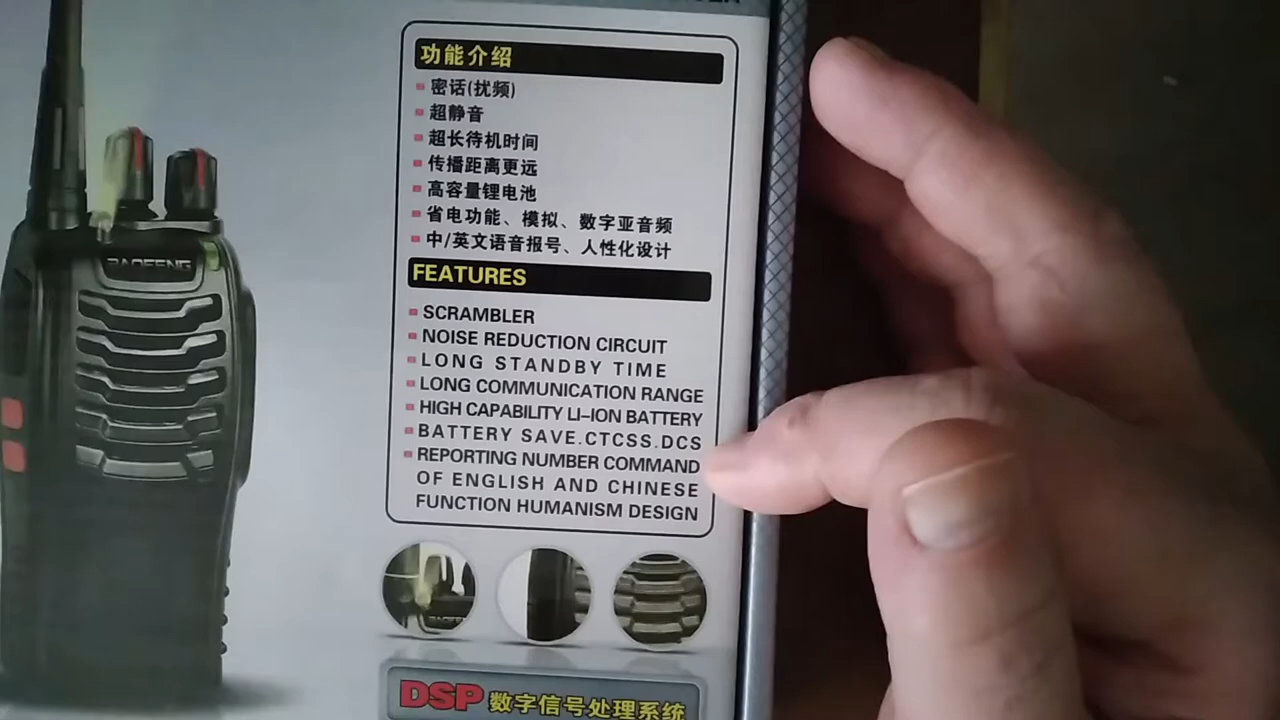 功能介绍
密话(扰频)
超静音
超长待机时间
传播距离更远
高容量锂电池
省电功能、模拟、数字亚音频
中/英文语音报号、人性化设计
FEATURES
SCRAMBLER
NOISE REDUCTION CIRCUIT
LONG STANDBY TIME
LONG COMMUNICATION RANGE
HIGH CAPABILITY LI-ION BATTERY
BATTERY SAVE.CTCSS.DCS
REPORTING NUMBER COMMAND
OF ENGLISH AND CHINESE
FUNCTION HUMANISM DESIGN
BAOFENG
DSP 数字信号处理系统